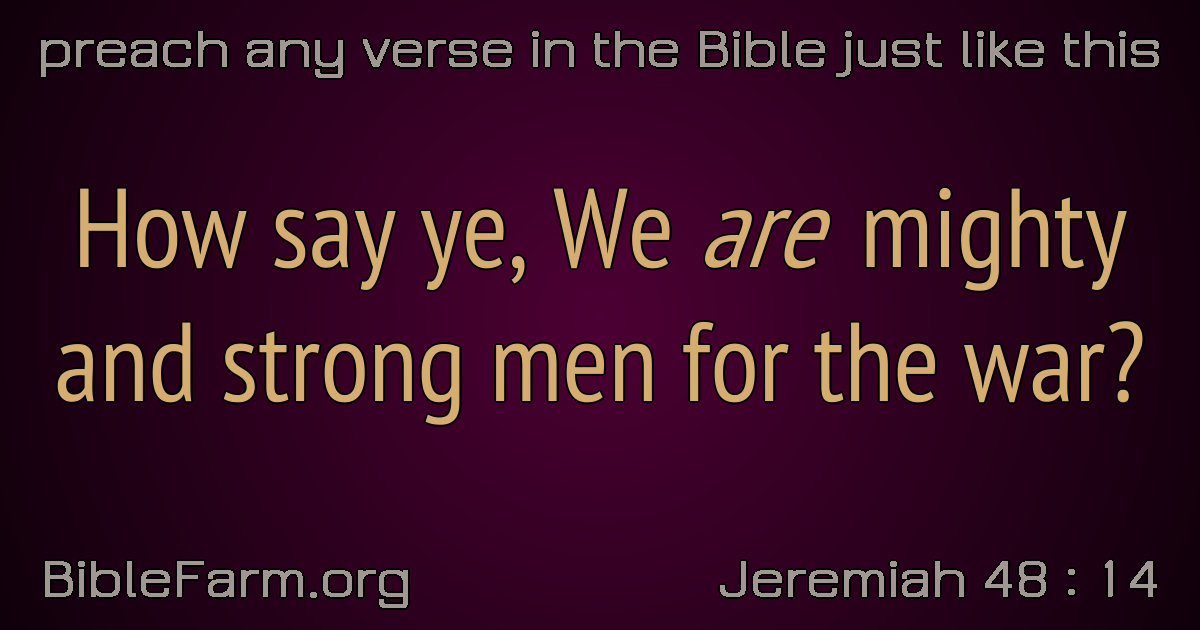 preach any verse in the Bible just like this
How say ye, We are mighty
and strong men for the war?
BibleFarm.org
Jeremiah 48 : 14